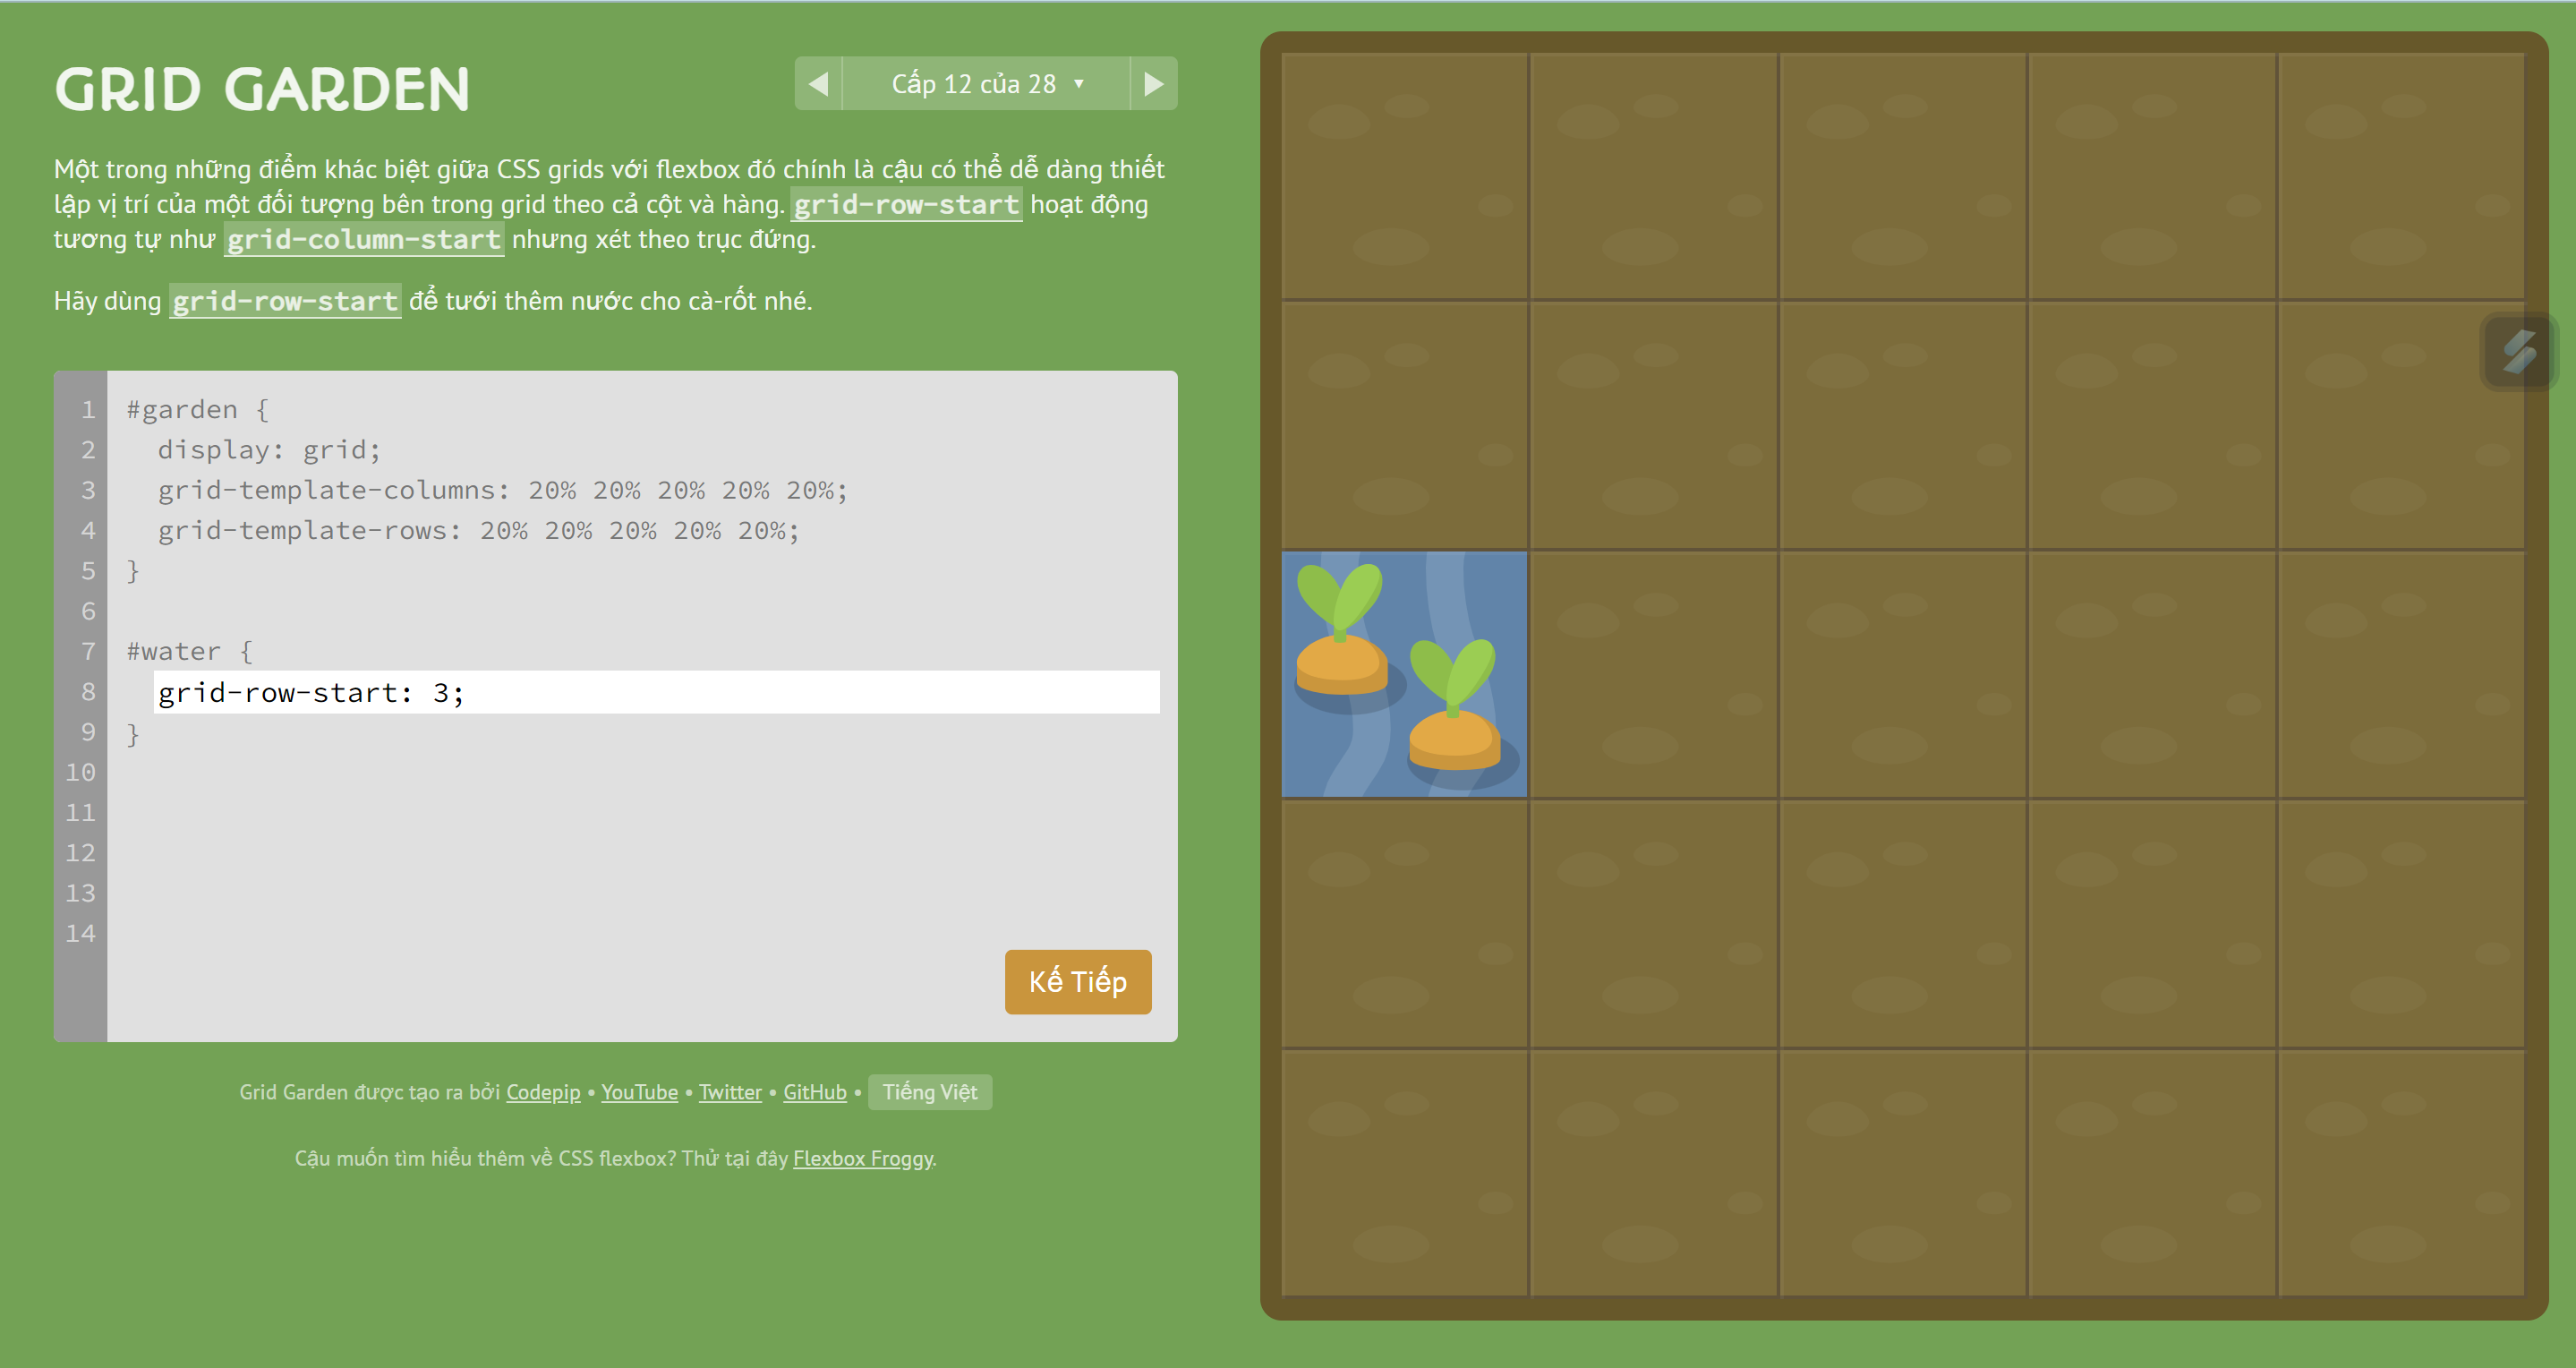 GRID GARDEN
Cấp 12 của 28 ▼
Một trong những điểm khác biệt giữa CSS grids với flexbox đó chính là cậu có thể dễ dàng thiết
lập vị trí của một đối tượng bên trong grid theo cả cột và hàng. grid-row-start hoạt động
tương tự như grid-column-start nhưng xét theo trục đứng.
Hãy dùng grid-row-start để tưới thêm nước cho cà-rốt nhé.
1 #garden {
2   display: grid;
3   grid-template-columns: 20% 20% 20% 20% 20%;
4   grid-template-rows: 20% 20% 20% 20% 20%;
5 }
6
7 #water {
8   grid-row-start: 3;
9 }
10
11
12
13
14
Kế Tiếp
Grid Garden được tạo ra bởi Codepip • YouTube • Twitter • GitHub • Tiếng Việt
Cậu muốn tìm hiểu thêm về CSS flexbox? Thử tại đây Flexbox Froggy.